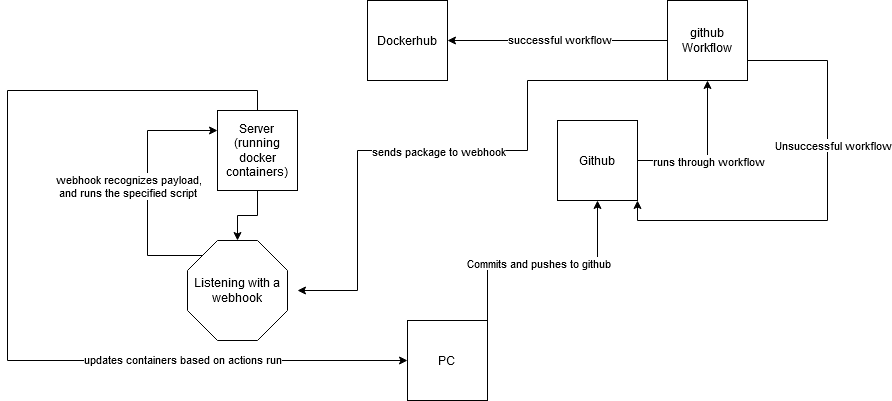 Dockerhub
successful workflow
github
Workflow
Server
(running
docker
containers)
sends package to webhook
Github
runs through workflow
Unsuccessful workflow
webhook recognizes payload,
and runs the specified script
Listening with a
webhook
Commits and pushes to github
updates containers based on actions run
PC